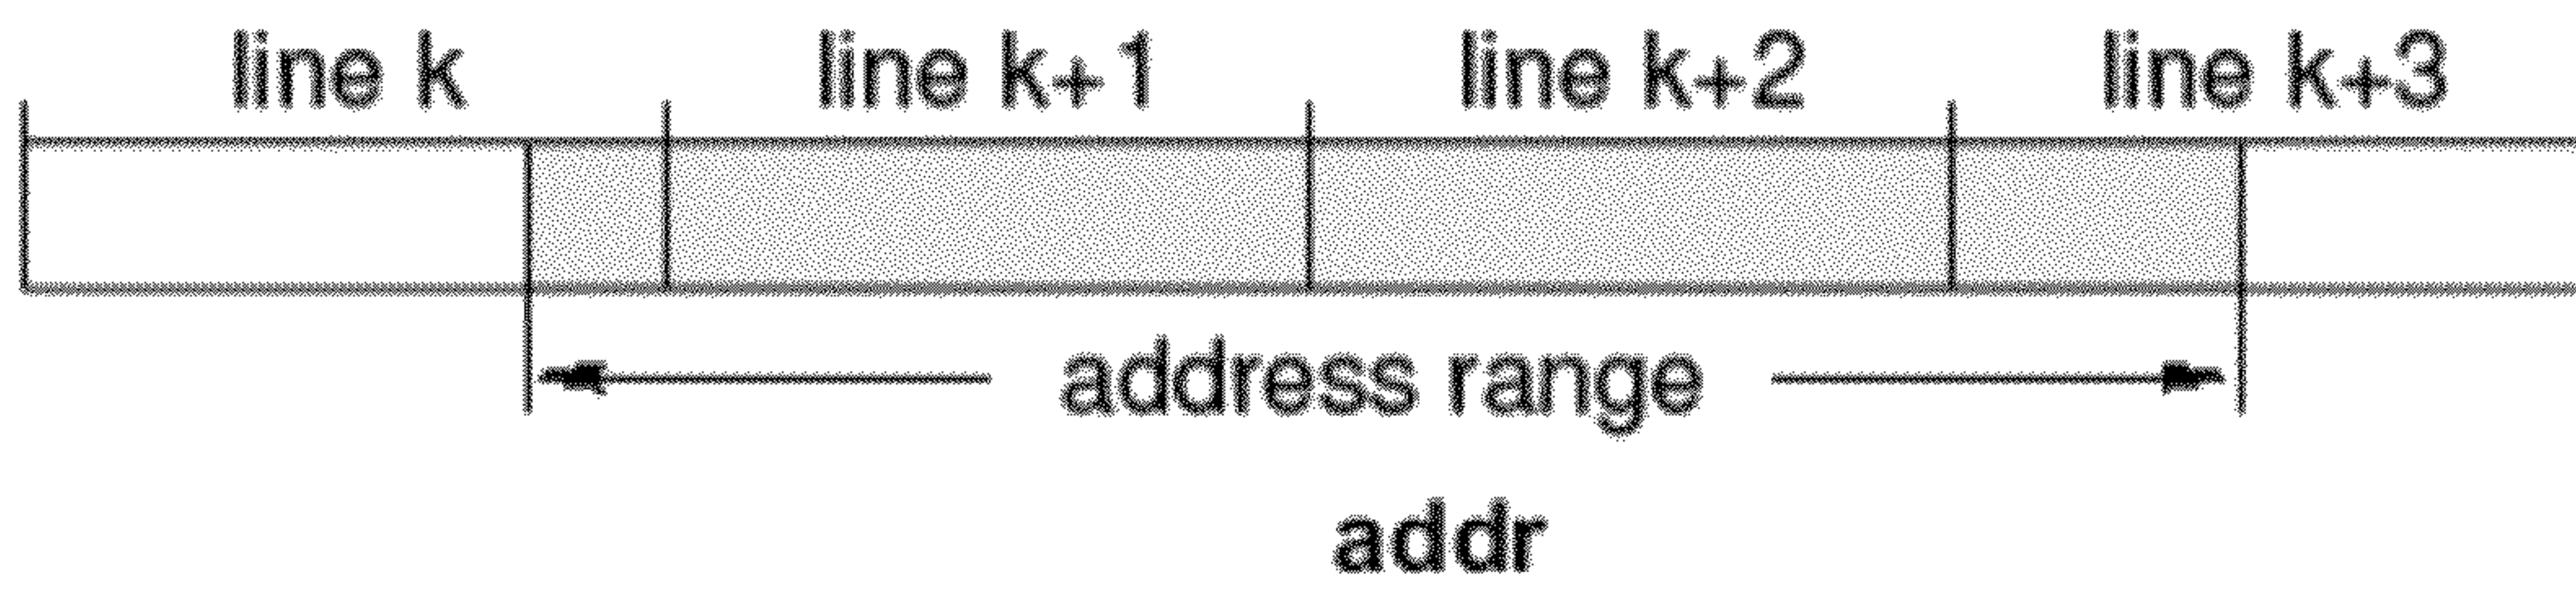 line k line k+1 line k+2 line k+3
address range
addr